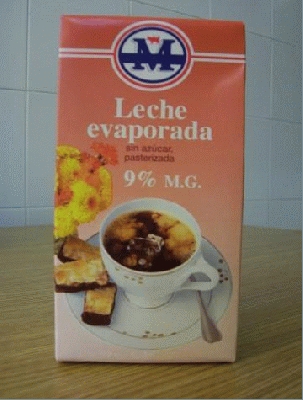 M
Leche
evaporada
sin azúcar,
pasterizada
9% M.G.